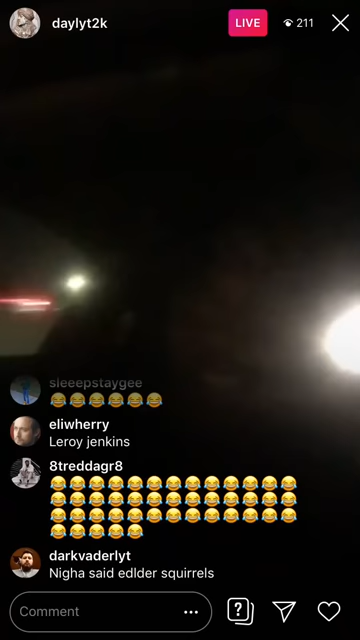 daylyt2k
LIVE
211
sleeepstaygee
😂😂😂😂😂😂
eliwherry
Leroy jenkins
8treddagr8
😂😂😂😂😂😂😂😂😂😂😂😂😂
😂😂😂😂😂😂😂😂😂😂😂😂😂
😂😂😂😂😂😂😂😂😂😂😂😂😂
😂😂😂😂😂
darkvaderlyt
Nigha said edlder squirrels
Comment